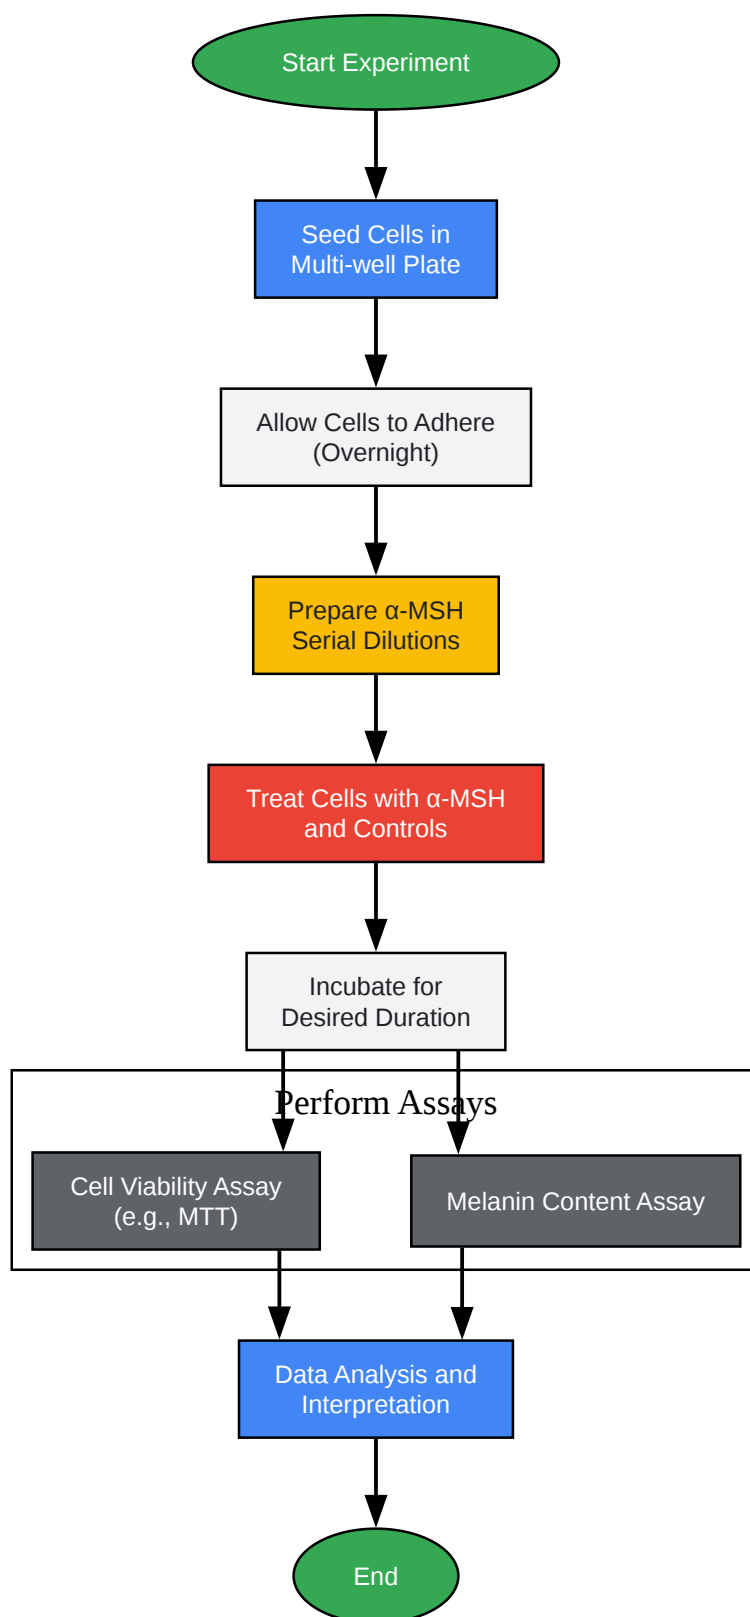 Start Experiment
Seed Cells in
Multi-well Plate
Allow Cells to Adhere
(Overnight)
Prepare α-MSH
Serial Dilutions
Treat Cells with α-MSH
and Controls
Incubate for
Desired Duration
Perform Assays
Cell Viability Assay
(e.g., MTT)
Melanin Content Assay
Data Analysis and
Interpretation
End